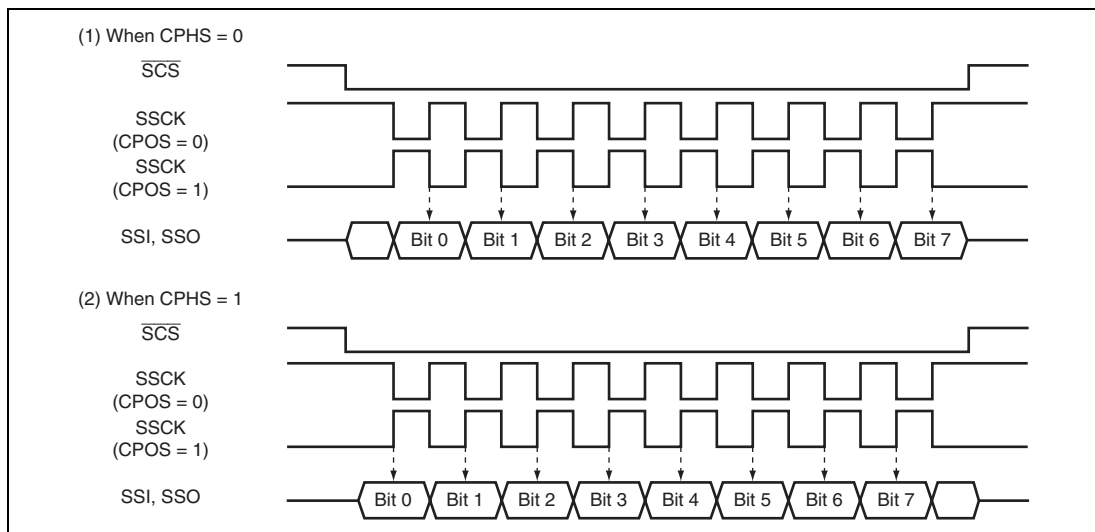 (1) When CPHS = 0
SCS
SSCK
(CPOS = 0)
SSCK
(CPOS = 1)
SSI, SSO
Bit 0 Bit 1 Bit 2 Bit 3 Bit 4 Bit 5 Bit 6 Bit 7
(2) When CPHS = 1
SCS
SSCK
(CPOS = 0)
SSCK
(CPOS = 1)
SSI, SSO
Bit 0 Bit 1 Bit 2 Bit 3 Bit 4 Bit 5 Bit 6 Bit 7